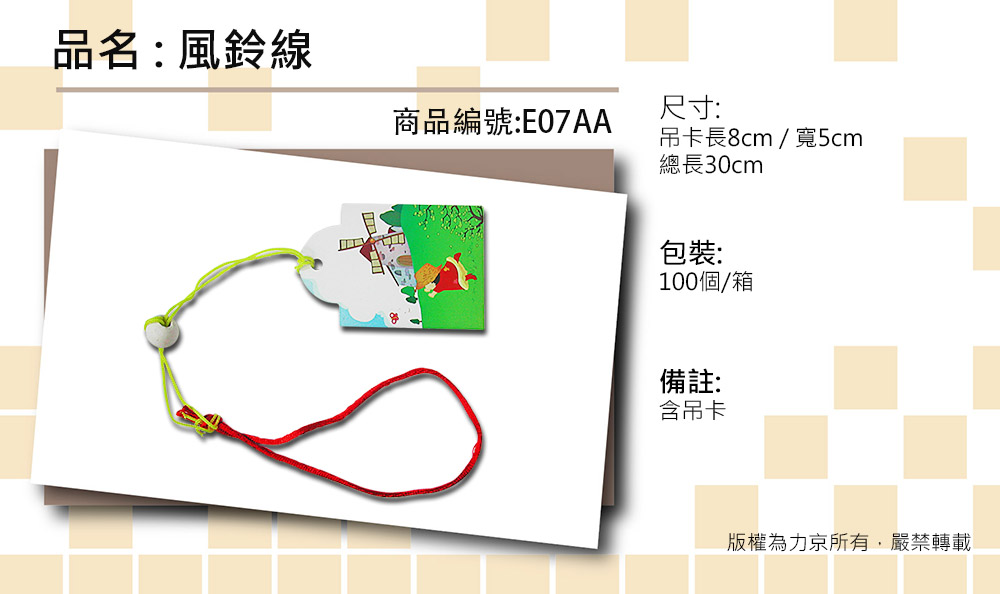 品名 : 風鈴線
商品編號:E07AA
尺寸:
吊卡長8cm / 寬5cm
總長30cm
包裝:
100個/箱
備註:
含吊卡
版權為力京所有，嚴禁轉載